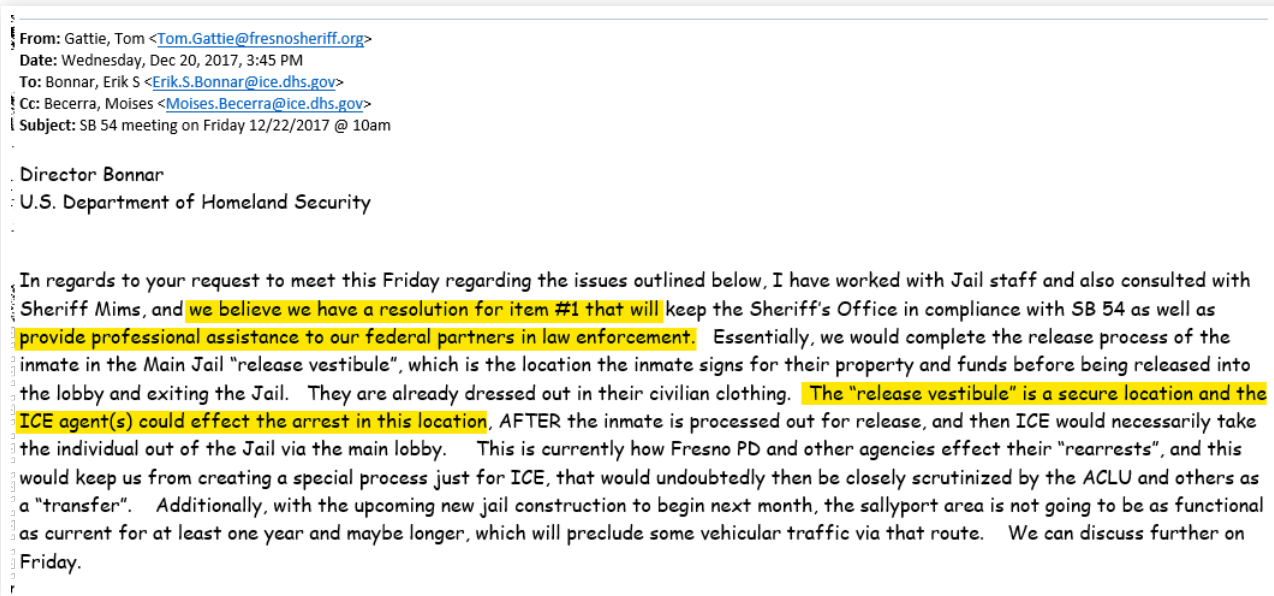 From: Gattie, Tom <Tom.Gattie@fresnosheriff.org>
Date: Wednesday, Dec 20, 2017, 3:45 PM
To: Bonnar, Erik S <Erik.S.Bonnar@ice.dhs.gov>
Cc: Becerra, Moises <Moises.Becerra@ice.dhs.gov>
Subject: SB 54 meeting on Friday 12/22/2017 @ 10am
Director Bonnar
U.S. Department of Homeland Security
In regards to your request to meet this Friday regarding the issues outlined below, I have worked with Jail staff and also consulted with
Sheriff Mims, and we believe we have a resolution for item #1 that will keep the Sheriff's Office in compliance with SB 54 as well as
provide professional assistance to our federal partners in law enforcement. Essentially, we would complete the release process of the
inmate in the Main Jail "release vestibule", which is the location the inmate signs for their property and funds before being released into
the lobby and exiting the Jail. They are already dressed out in their civilian clothing. The "release vestibule" is a secure location and the
ICE agent(s) could effect the arrest in this location, AFTER the inmate is processed out for release, and then ICE would necessarily take
the individual out of the Jail via the main lobby. This is currently how Fresno PD and other agencies effect their "rearrests", and this
would keep us from creating a special process just for ICE, that would undoubtedly then be closely scrutinized by the ACLU and others as
a "transfer". Additionally, with the upcoming new jail construction to begin next month, the sallyport area is not going to be as functional
as current for at least one year and maybe longer, which will preclude some vehicular traffic via that route. We can discuss further on
Friday.